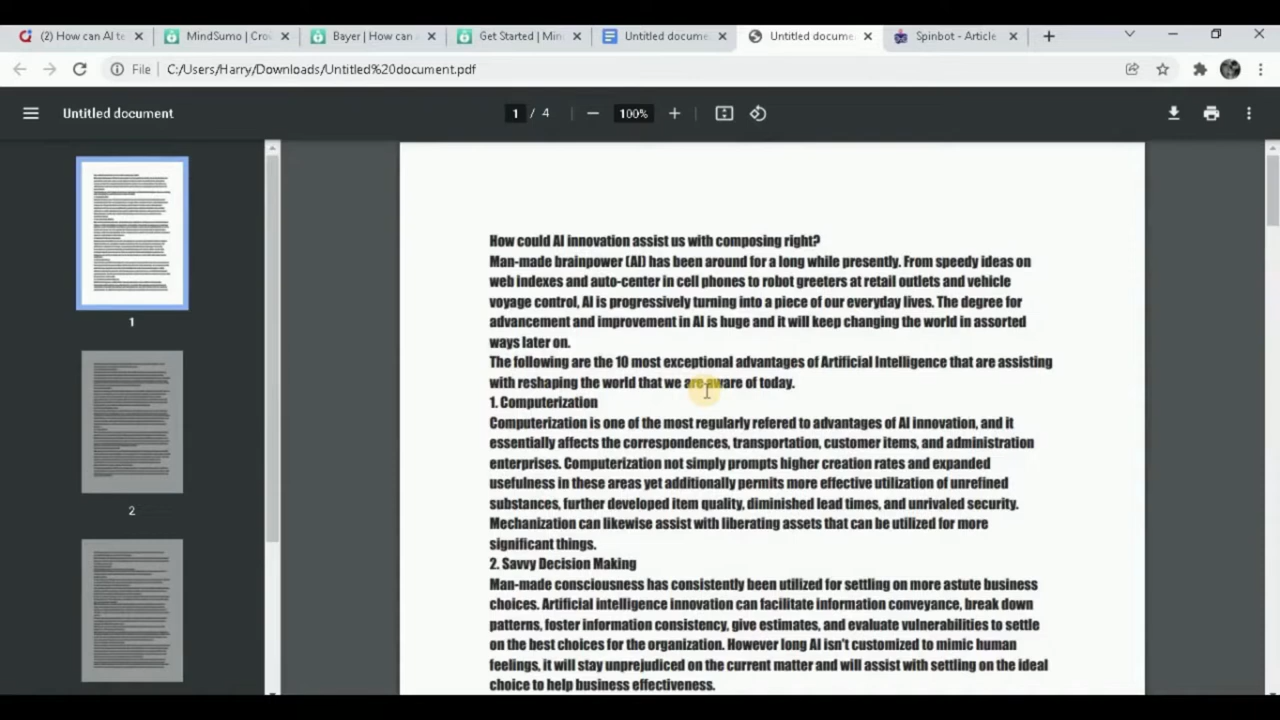 (2) How can AI te
MindSumo | Cro
Bayer | How can
Get Started | Min
Untitled docume
Untitled docume
Spinbot - Article
File
C:/Users/Harry/Downloads/Untitled%20document.pdf
Untitled document
1 / 4
100%
1
2
How could AI innovation assist us with composing right?
Man-made brainpower (AI) has been around for a long while presently. From speedy ideas on
web indexes and auto-center in cell phones to robot greeters at retail outlets and vehicle
voyage control, AI is progressively turning into a piece of our everyday lives. The degree for
advancement and improvement in AI is huge and it will keep changing the world in assorted
ways later on.
The following are the 10 most exceptional advantages of Artificial Intelligence that are assisting
with reshaping the world that we are aware of today.
1. Computerization
Computerization is one of the most regularly refered to advantages of AI innovation, and it
essentially affects the correspondences, transportation, customer items, and administration
enterprises. Computerization not simply prompts higher creation rates and expanded
usefulness in these areas yet additionally permits more effective utilization of unrefined
substances, further developed item quality, diminished lead times, and unrivaled security.
Mechanization can likewise assist with liberating assets that can be utilized for more
significant things.
2. Savvy Decision Making
Man-made consciousness has consistently been utilized for settling on more astute business
choices. Artificial intelligence innovation can facilitate information conveyance, break down
patterns, foster information consistency, give estimates, and evaluate vulnerabilities to settle
on the best choices for the organization. However long AI isn't customized to mimic human
feelings, it will stay unprejudiced on the current matter and will assist with settling on the ideal
choice to help business effectiveness.